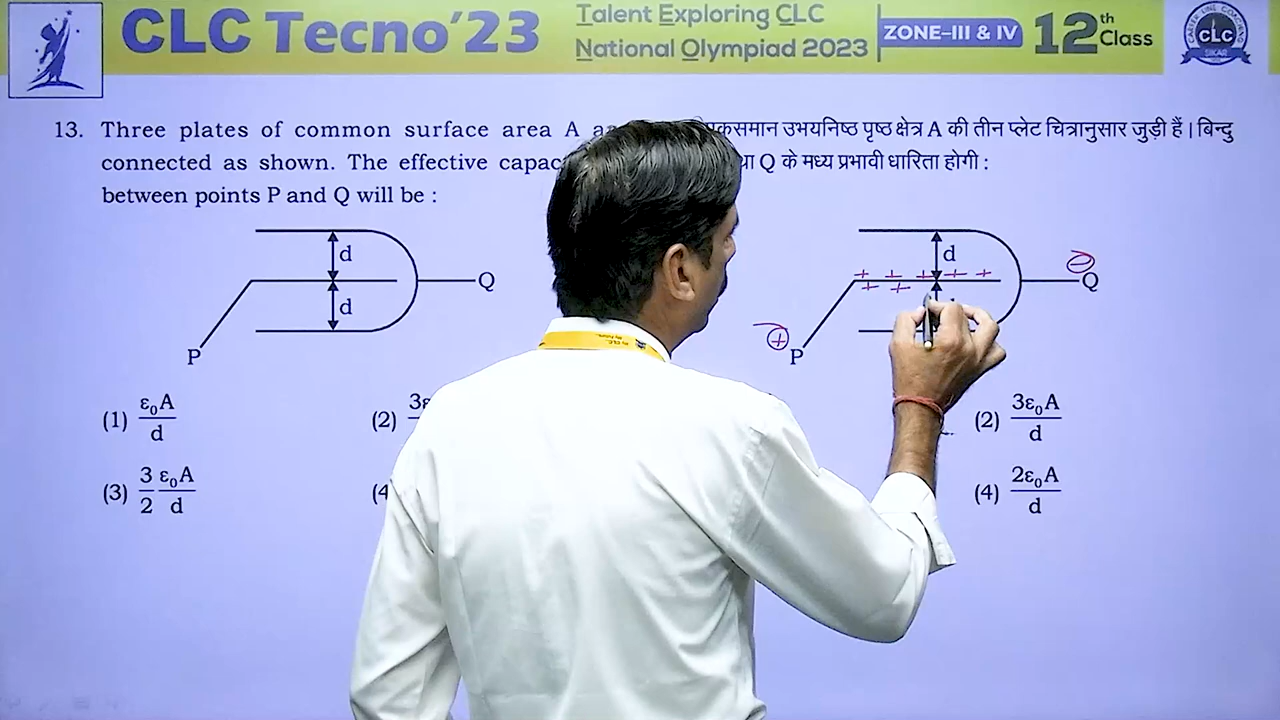 CLC Tecno'23
Talent Exploring CLC
National Olympiad 2023
ZONE–III & IV
12th Class
CLC
SIKAR
13. Three plates of common surface area A
connected as shown. The effective
between points P and Q will be :
उभयनिष्ठ पृष्ठ क्षेत्र A की तीन प्लेट चित्रानुसार जुड़ी हैं। बिन्दु
Q के मध्य प्रभावी धारिता होगी :
d
d
Q
P
+ + + + +
+ +
d
⊖
Q
⊕
P
(1) ε₀A/d
(2)
(3) 3/2 ε₀A/d
(2) 3ε₀A/d
(4) 2ε₀A/d